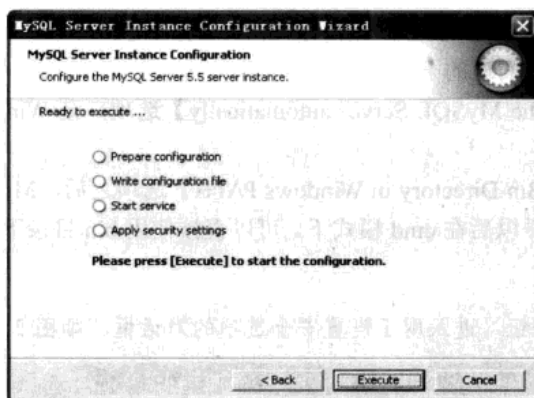 MySQL Server Instance Configuration Wizard
MySQL Server Instance Configuration
Configure the MySQL Server 5.5 server instance.
Ready to execute ...
Prepare configuration
Write configuration file
Start service
Apply security settings
Please press [Execute] to start the configuration.
< Back
Execute
Cancel